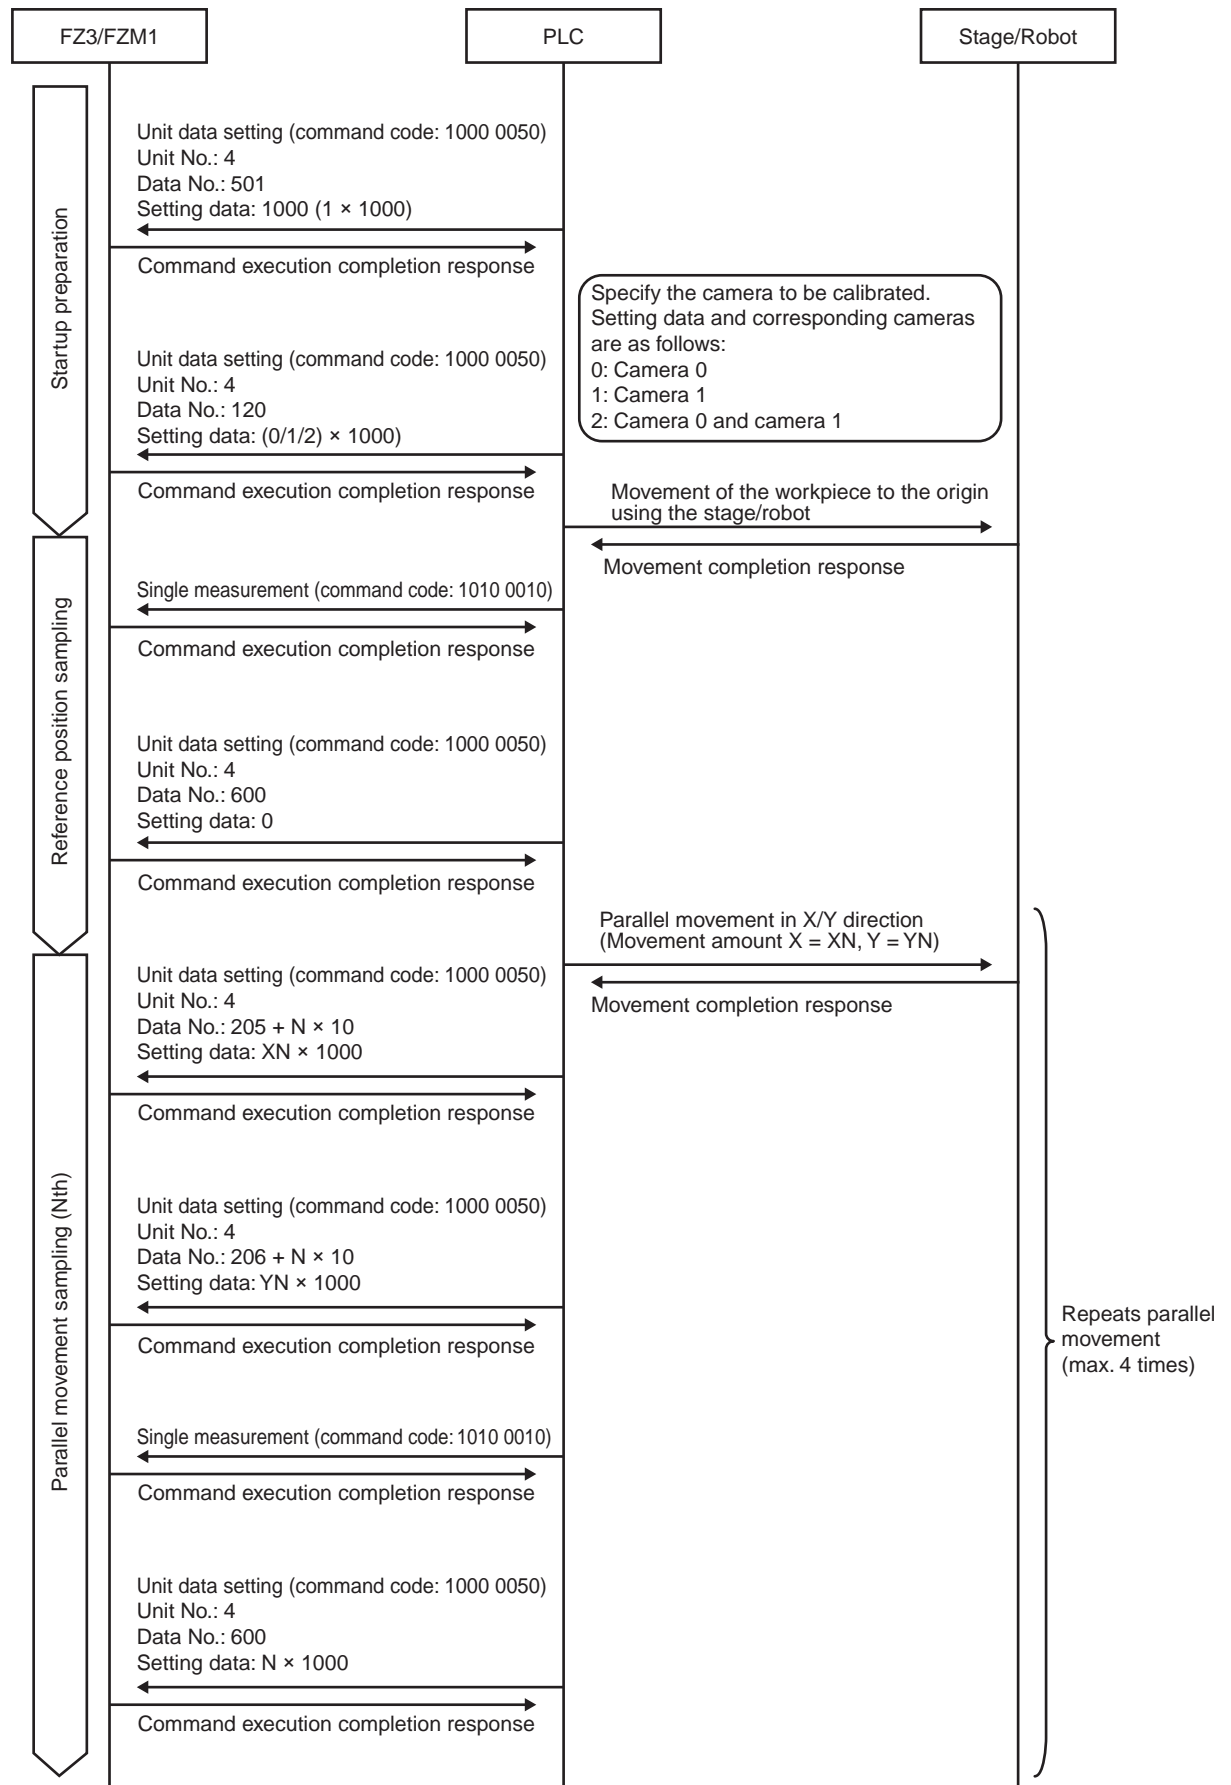 FZ3/FZM1
PLC
Stage/Robot
Startup preparation
Unit data setting (command code: 1000 0050)
Unit No.: 4
Data No.: 501
Setting data: 1000 (1 × 1000)
Command execution completion response
Specify the camera to be calibrated.
Setting data and corresponding cameras
are as follows:
0: Camera 0
1: Camera 1
2: Camera 0 and camera 1
Unit data setting (command code: 1000 0050)
Unit No.: 4
Data No.: 120
Setting data: (0/1/2) × 1000)
Command execution completion response
Movement of the workpiece to the origin
using the stage/robot
Movement completion response
Reference position sampling
Single measurement (command code: 1010 0010)
Command execution completion response
Unit data setting (command code: 1000 0050)
Unit No.: 4
Data No.: 600
Setting data: 0
Command execution completion response
Parallel movement in X/Y direction
(Movement amount X = XN, Y = YN)
Movement completion response
Parallel movement sampling (Nth)
Unit data setting (command code: 1000 0050)
Unit No.: 4
Data No.: 205 + N × 10
Setting data: XN × 1000
Command execution completion response
Unit data setting (command code: 1000 0050)
Unit No.: 4
Data No.: 206 + N × 10
Setting data: YN × 1000
Command execution completion response
Repeats parallel
movement
(max. 4 times)
Single measurement (command code: 1010 0010)
Command execution completion response
Unit data setting (command code: 1000 0050)
Unit No.: 4
Data No.: 600
Setting data: N × 1000
Command execution completion response